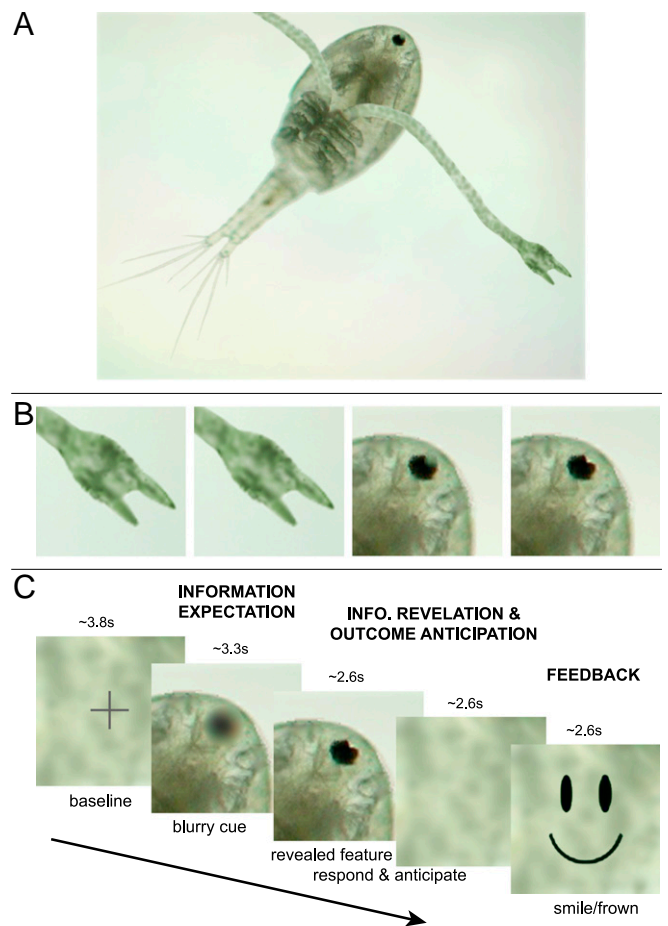 A
B
C
INFORMATION
EXPECTATION
INFO. REVELATION &
OUTCOME ANTICIPATION
FEEDBACK
~3.8s
~3.3s
~2.6s
~2.6s
~2.6s
baseline
blurry cue
revealed feature
respond & anticipate
smile/frown